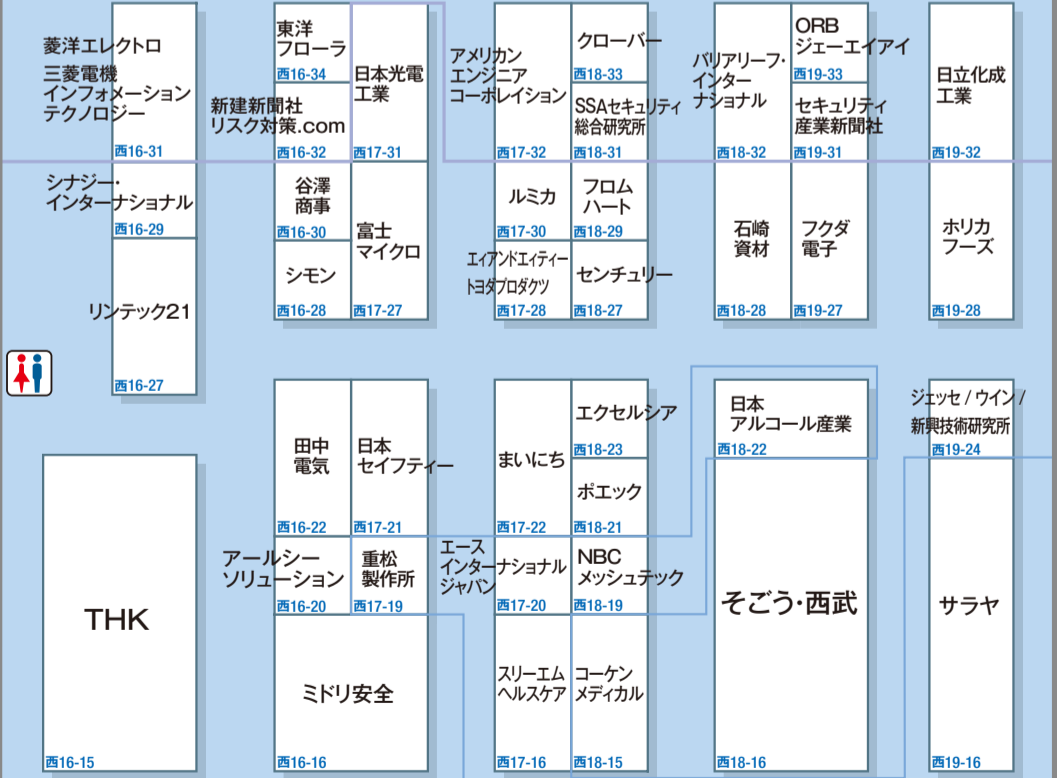 菱洋エレクトロ
三菱電機
インフォメーション
テクノロジー
西16-31
シナジー・
インターナショナル
西16-29
リンテック21
西16-27
東洋
フローラ
西16-34
新建新聞社
リスク対策.com
西16-32
日本光電
工業
西17-31
谷澤
商事
西16-30
シモン
西16-28
富士
マイクロ
西17-27
アメリカン
エンジニア
コーポレイション
西17-32
クローバー
西18-33
SSAセキュリティ
総合研究所
西18-31
ルミカ
西17-30
フロム
ハート
西18-29
エィアンドエィティー
トヨダプロダクツ
西17-28
センチュリー
西18-27
バリアリーフ・
インター
ナショナル
西18-32
ORB
ジェーエイアイ
西19-33
セキュリティ
産業新聞社
西19-31
石崎
資材
西18-28
フクダ
電子
西19-27
日立化成
工業
西19-32
ホリカ
フーズ
西19-28
THK
西16-15
田中
電気
西16-22
日本
セイフティー
西17-21
アールシー
ソリューション
西16-20
重松
製作所
西17-19
ミドリ安全
西16-16
まいにち
西17-22
エクセルシア
西18-23
ポエック
西18-21
エース
インターナショナル
ジャパン
西17-20
NBC
メッシュテック
西18-19
スリーエム
ヘルスケア
西17-16
コーケン
メディカル
西18-15
日本
アルコール産業
西18-22
そごう・西武
西18-16
ジェッセ / ウイン /
新興技術研究所
西19-24
サラヤ
西19-16